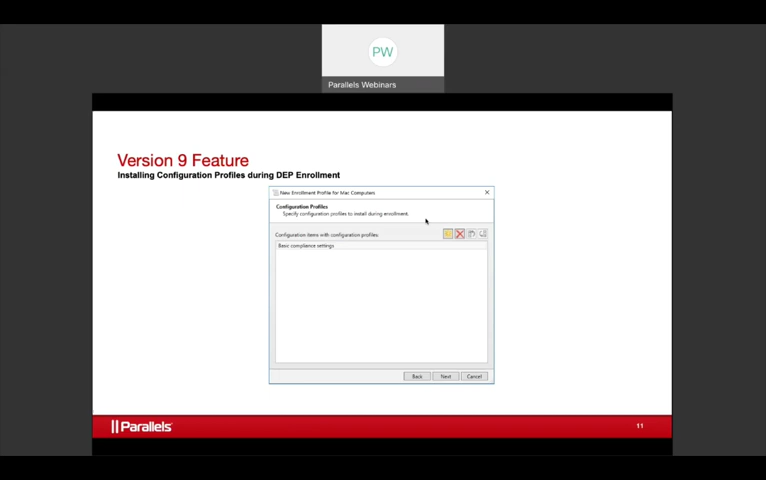 PW
Parallels Webinars
Version 9 Feature
Installing Configuration Profiles during DEP Enrollment
New Enrollment Profile for Mac Computers
Configuration Profiles
Specify configuration profiles to install during enrollment.
Configuration items with configuration profiles:
Basic compliance settings
Back Next Cancel
Parallels®
11